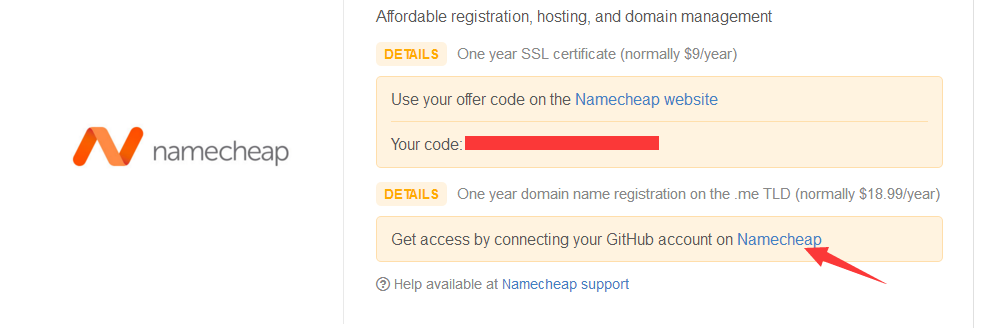 Affordable registration, hosting, and domain management
DETAILS One year SSL certificate (normally $9/year)
Use your offer code on the Namecheap website
Your code:
namecheap
DETAILS One year domain name registration on the .me TLD (normally $18.99/year)
Get access by connecting your GitHub account on Namecheap
Help available at Namecheap support